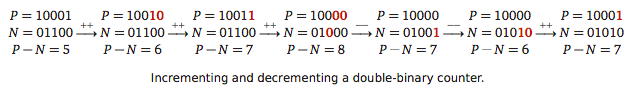 P = 10001 P = 10010 P = 10011 P = 10000 P = 10000 P = 10000 P = 10001
N = 01100 ++⟶ N = 01100 ++⟶ N = 01100 ++⟶ N = 01000 −−⟶ N = 01001 −−⟶ N = 01010 ++⟶ N = 01010
P − N = 5 P − N = 6 P − N = 7 P − N = 8 P − N = 7 P − N = 6 P − N = 7
Incrementing and decrementing a double-binary counter.